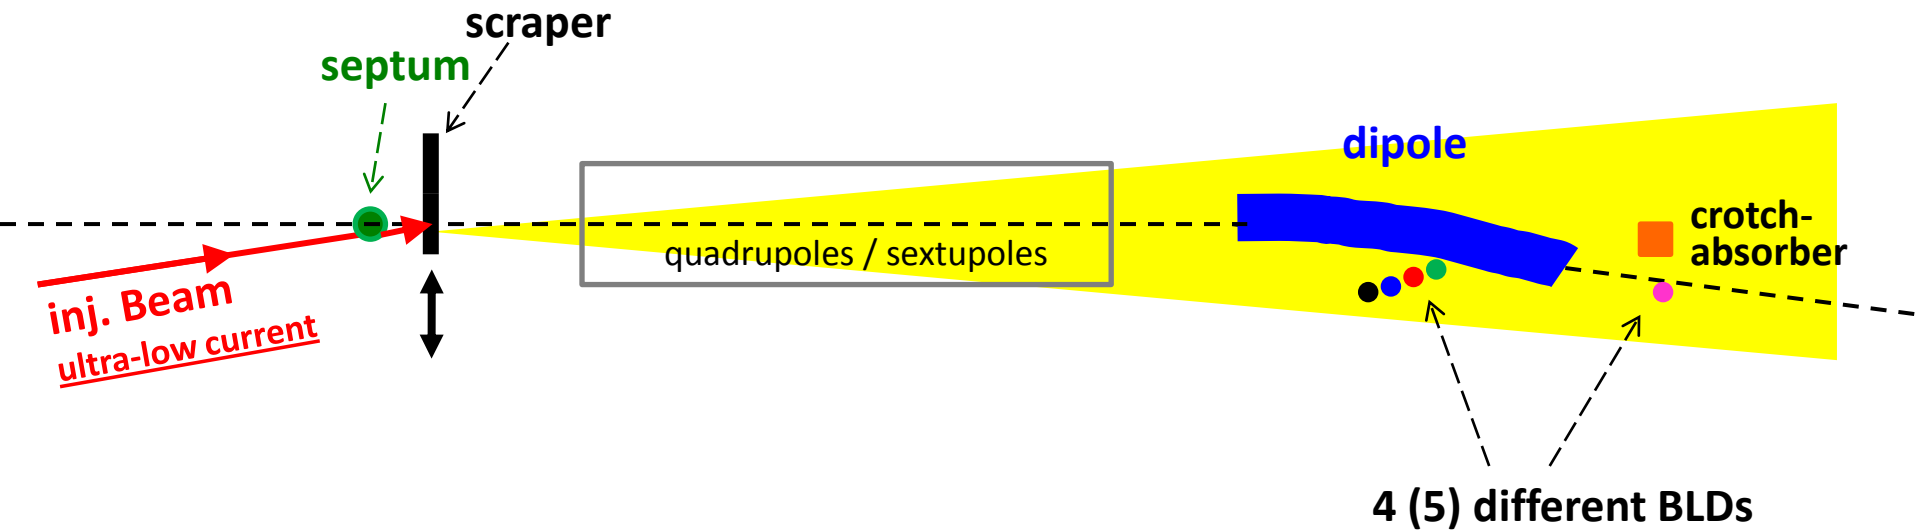 scraper
septum
dipole
crotch-
absorber
quadrupoles / sextupoles
inj. Beam
ultra-low current
4 (5) different BLDs